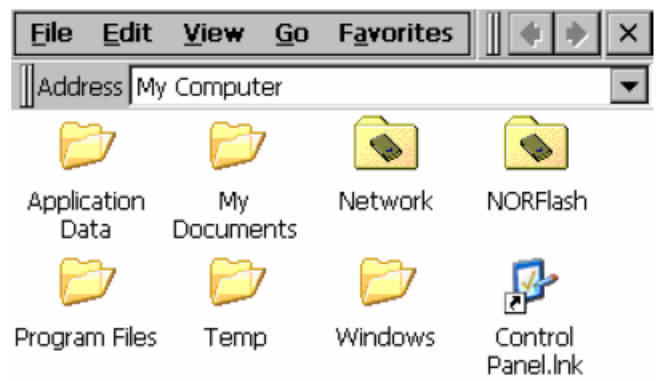 File Edit View Go Favorites
Address My Computer
Application Data
My Documents
Network
NORFlash
Program Files
Temp
Windows
Control Panel.lnk